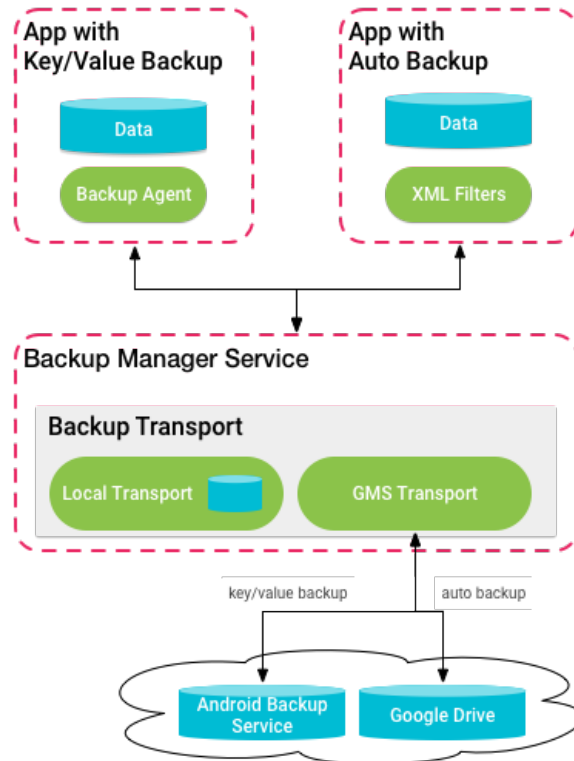 App with
Key/Value Backup
Data
Backup Agent
App with
Auto Backup
Data
XML Filters
Backup Manager Service
Backup Transport
Local Transport
GMS Transport
key/value backup
auto backup
Android Backup
Service
Google Drive